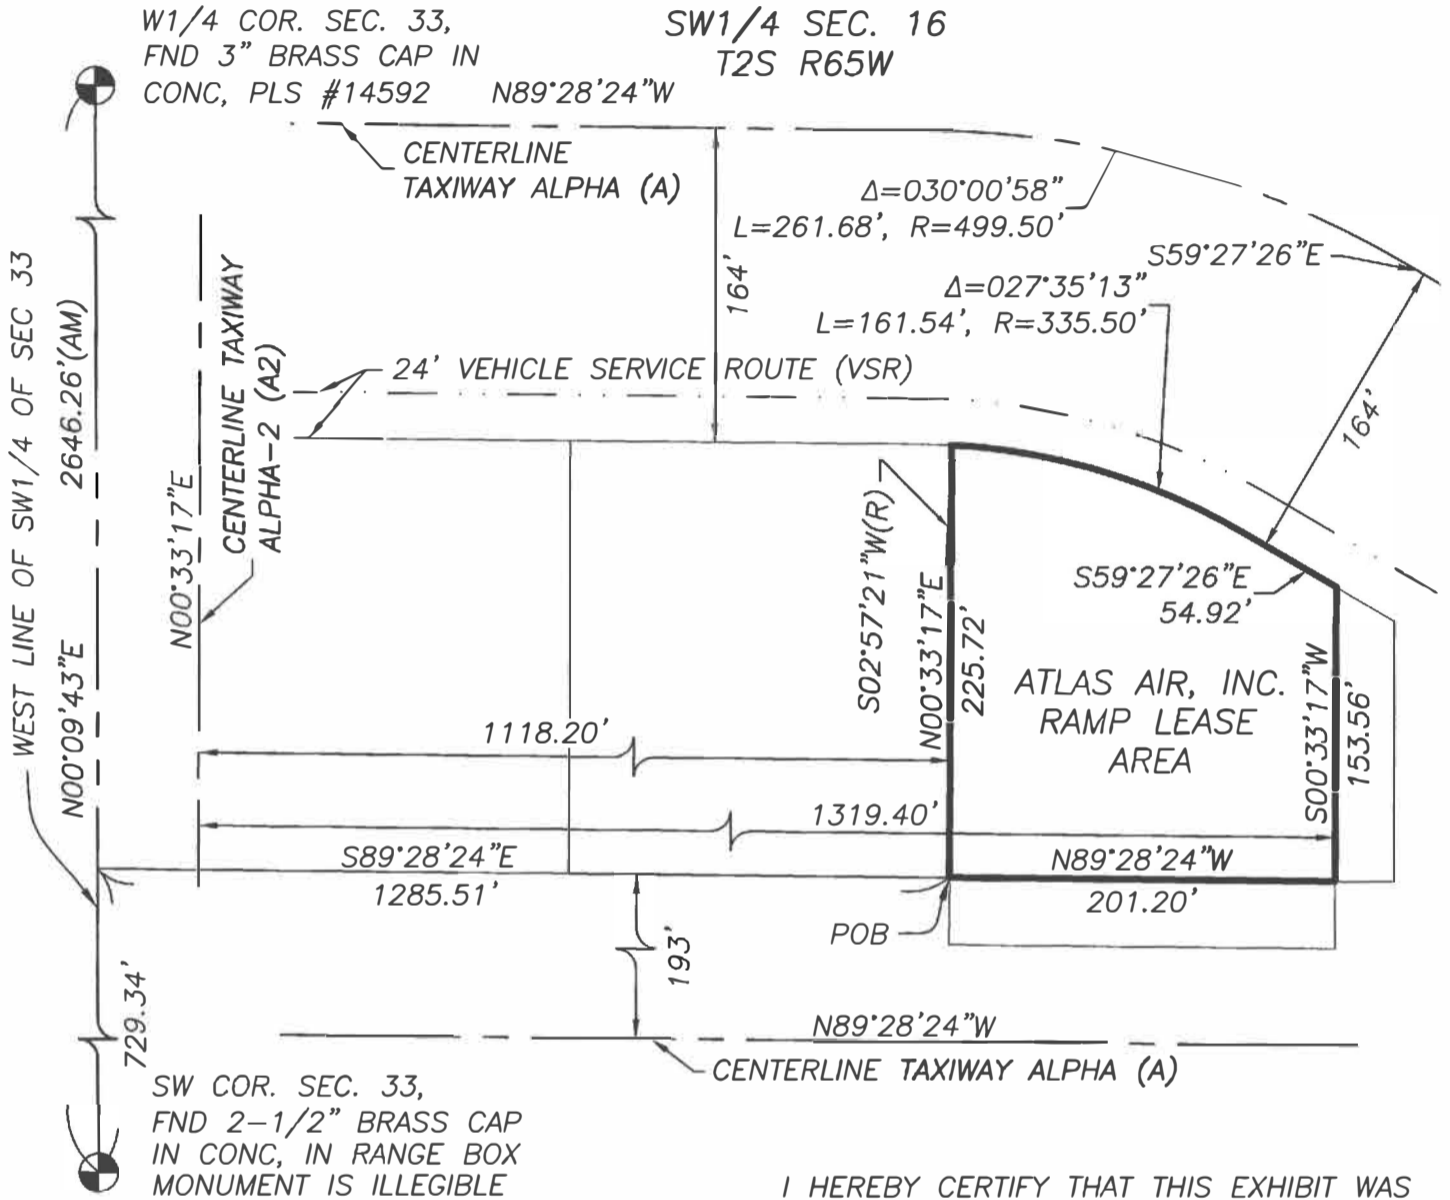 W1/4 COR. SEC. 33,
FND 3" BRASS CAP IN
CONC, PLS #14592
SW1/4 SEC. 16
T2S R65W
N89°28'24"W
CENTERLINE
TAXIWAY ALPHA (A)
Δ=030°00'58"
L=261.68', R=499.50'
S59°27'26"E
Δ=027°35'13"
L=161.54', R=335.50'
164'
164'
24' VEHICLE SERVICE ROUTE (VSR)
WEST LINE OF SW1/4 OF SEC 33
2646.26'(AM)
N00°09'43"E
CENTERLINE TAXIWAY
ALPHA-2 (A2)
N00°33'17"E
S02°57'21"W(R)
N00°33'17"E
225.72'
S59°27'26"E
54.92'
ATLAS AIR, INC.
RAMP LEASE
AREA
S00°33'17"W
153.56'
1118.20'
1319.40'
S89°28'24"E
1285.51'
N89°28'24"W
201.20'
POB
193'
729.34'
N89°28'24"W
CENTERLINE TAXIWAY ALPHA (A)
SW COR. SEC. 33,
FND 2-1/2" BRASS CAP
IN CONC, IN RANGE BOX
MONUMENT IS ILLEGIBLE
I HEREBY CERTIFY THAT THIS EXHIBIT WAS